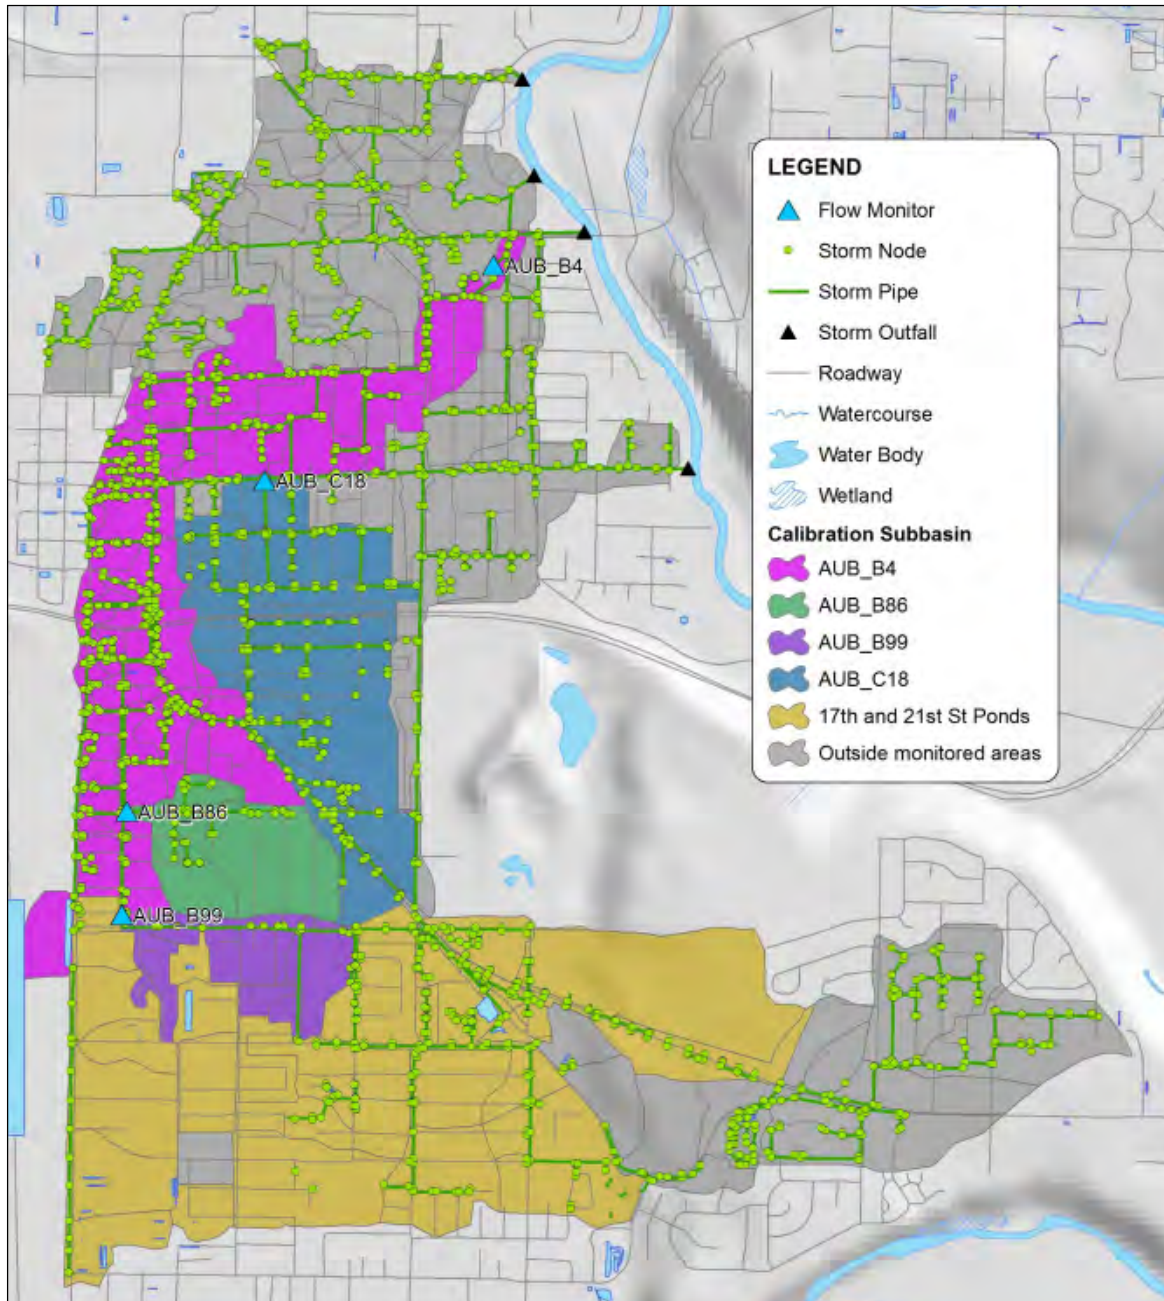 LEGEND
Flow Monitor
Storm Node
Storm Pipe
Storm Outfall
Roadway
Watercourse
Water Body
Wetland
Calibration Subbasin
AUB_B4
AUB_B86
AUB_B99
AUB_C18
17th and 21st St Ponds
Outside monitored areas
AUB_B4
AUB_C18
AUB_B86
AUB_B99